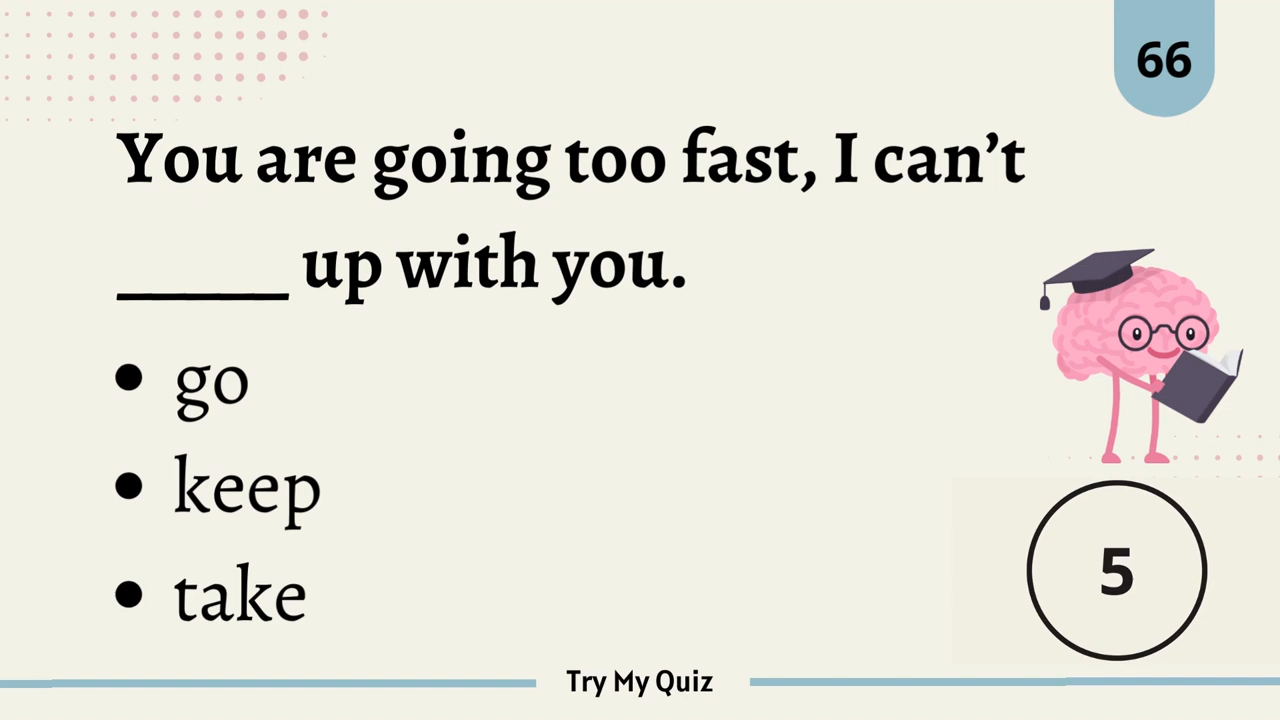 66
You are going too fast, I can’t
_____ up with you.
• go
• keep
• take
5
Try My Quiz